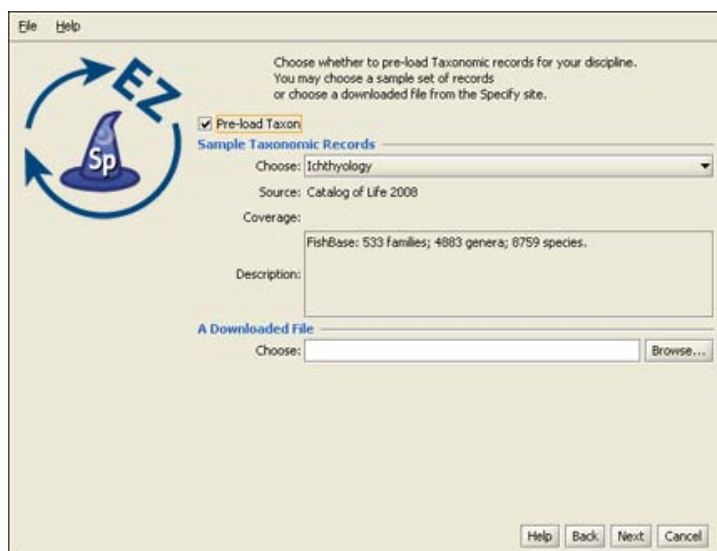 File Help
EZ
Sp
Choose whether to pre-load Taxonomic records for your discipline.
You may choose a sample set of records
or choose a downloaded file from the Specify site.
Pre-load Taxon
Sample Taxonomic Records
Choose: Ichthyology
Source: Catalog of Life 2008
Coverage:
Description: FishBase: 533 families; 4883 genera; 8759 species.
A Downloaded File
Choose: Browse...
Help Back Next Cancel